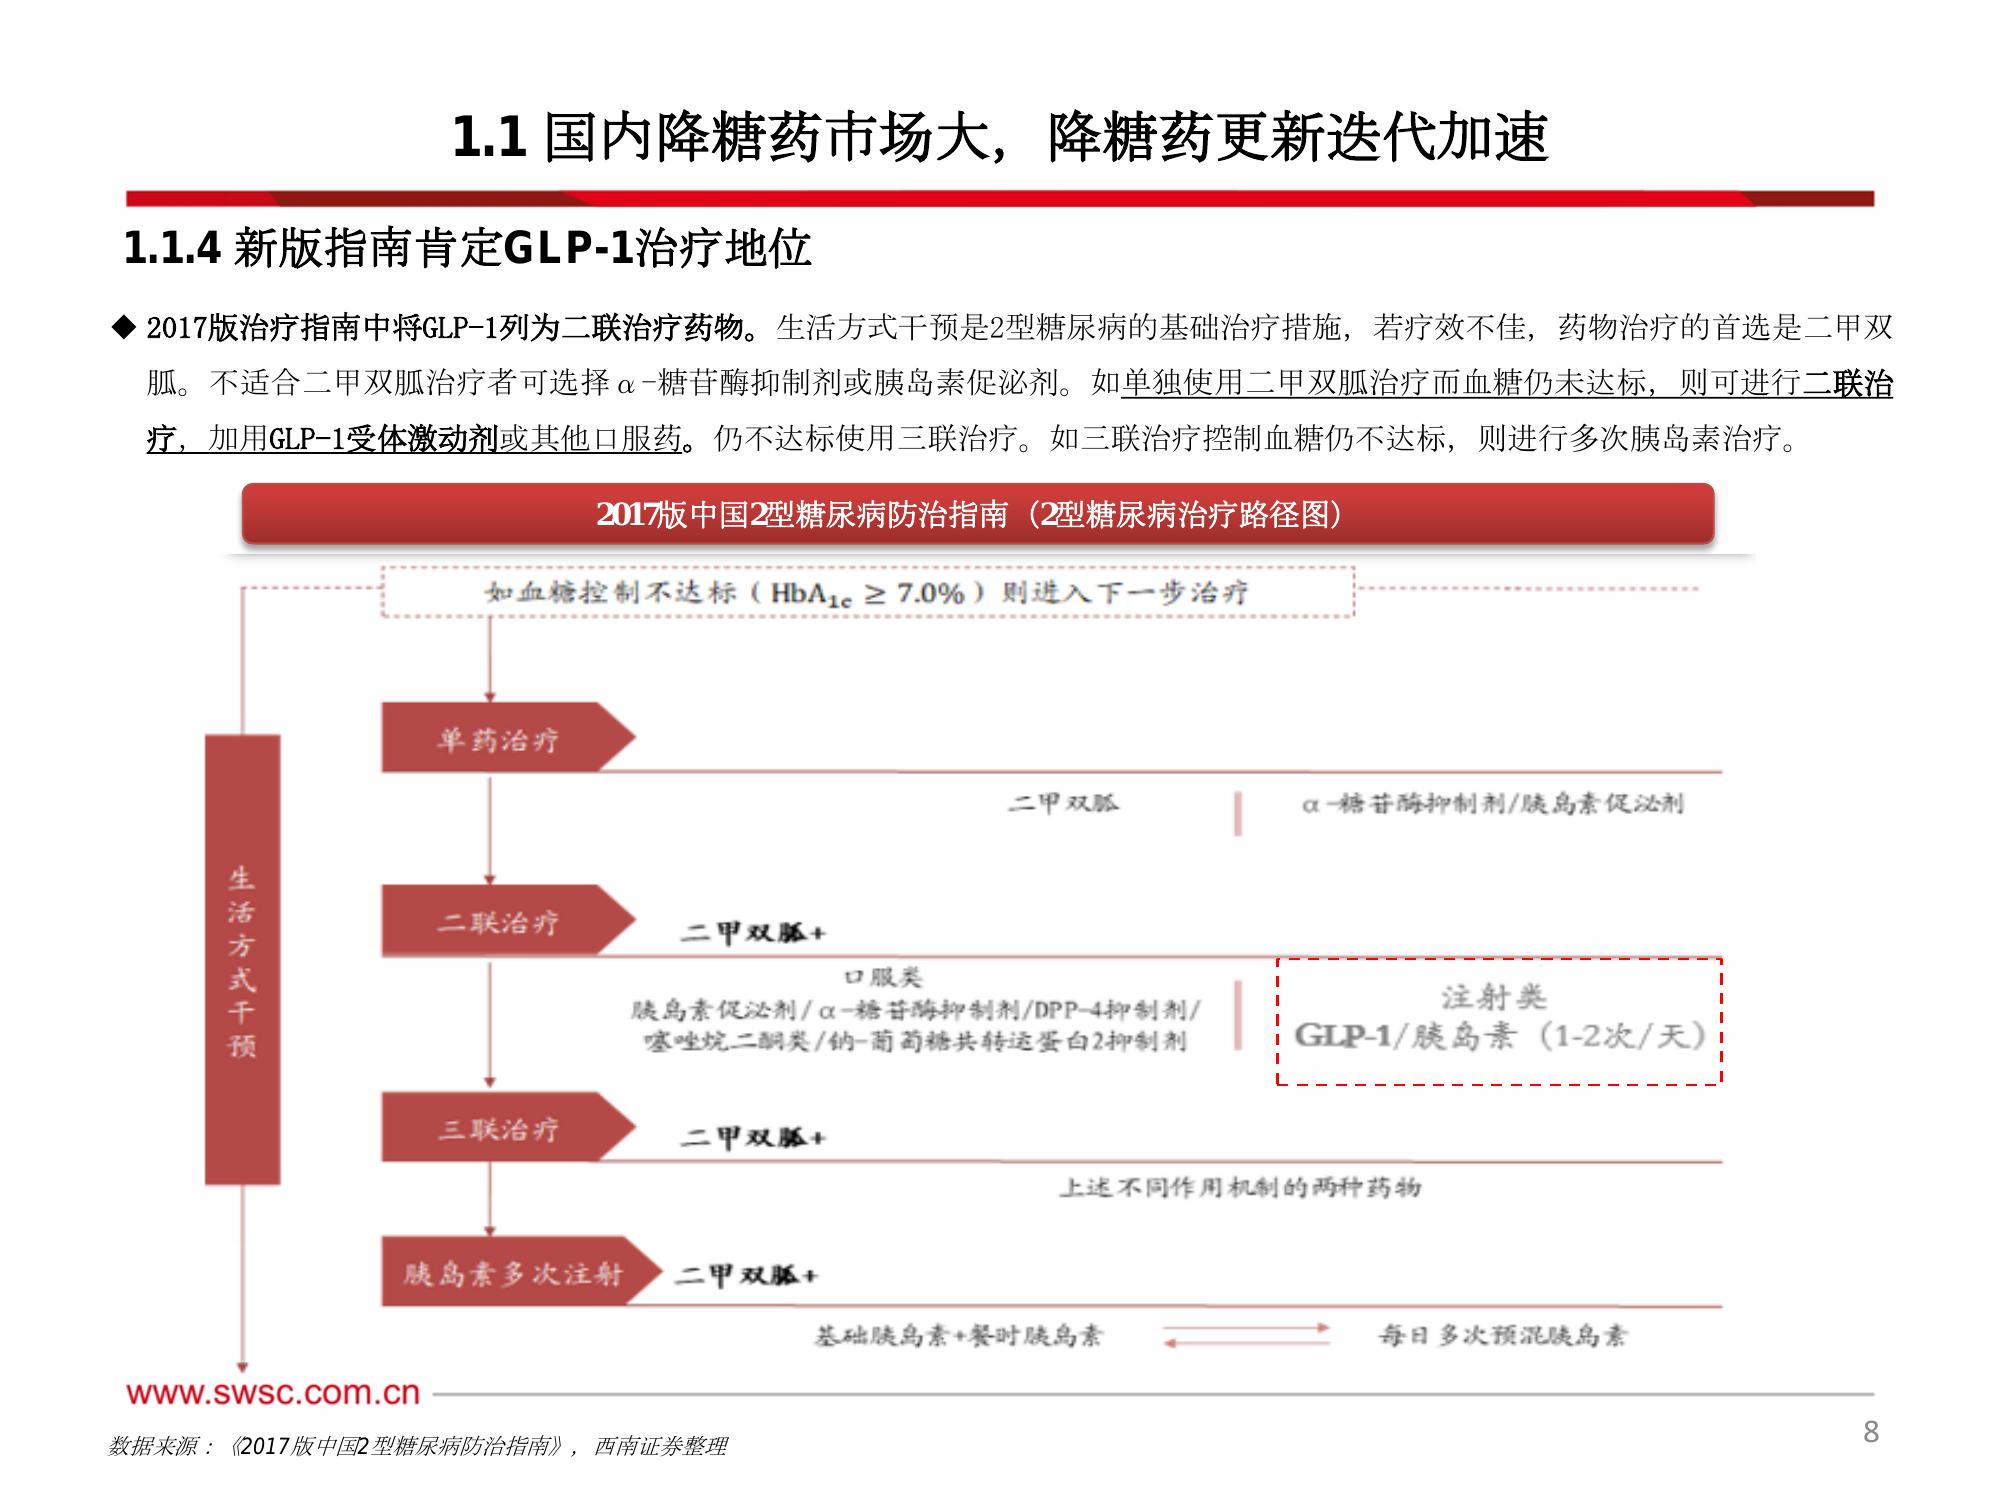 1.1 国内降糖药市场大，降糖药更新迭代加速
1.1.4 新版指南肯定GLP-1治疗地位
◆ 2017版治疗指南中将GLP-1列为二联治疗药物。生活方式干预是2型糖尿病的基础治疗措施，若疗效不佳，药物治疗的首选是二甲双
胍。不适合二甲双胍治疗者可选择α-糖苷酶抑制剂或胰岛素促泌剂。如单独使用二甲双胍治疗而血糖仍未达标，则可进行二联治
疗，加用GLP-1受体激动剂或其他口服药。仍不达标使用三联治疗。如三联治疗控制血糖仍不达标，则进行多次胰岛素治疗。
2017版中国2型糖尿病防治指南（2型糖尿病治疗路径图）
如血糖控制不达标（HbA1c ≥ 7.0%）则进入下一步治疗
生活方式干预
单药治疗
二甲双胍
α-糖苷酶抑制剂/胰岛素促泌剂
二联治疗
二甲双胍+
口服类
胰岛素促泌剂/α-糖苷酶抑制剂/DPP-4抑制剂/
噻唑烷二酮类/钠-葡萄糖共转运蛋白2抑制剂
注射类
GLP-1/胰岛素（1-2次/天）
三联治疗
二甲双胍+
上述不同作用机制的两种药物
胰岛素多次注射
二甲双胍+
基础胰岛素+餐时胰岛素
每日多次预混胰岛素
www.swsc.com.cn
数据来源：《2017版中国2型糖尿病防治指南》，西南证券整理
8